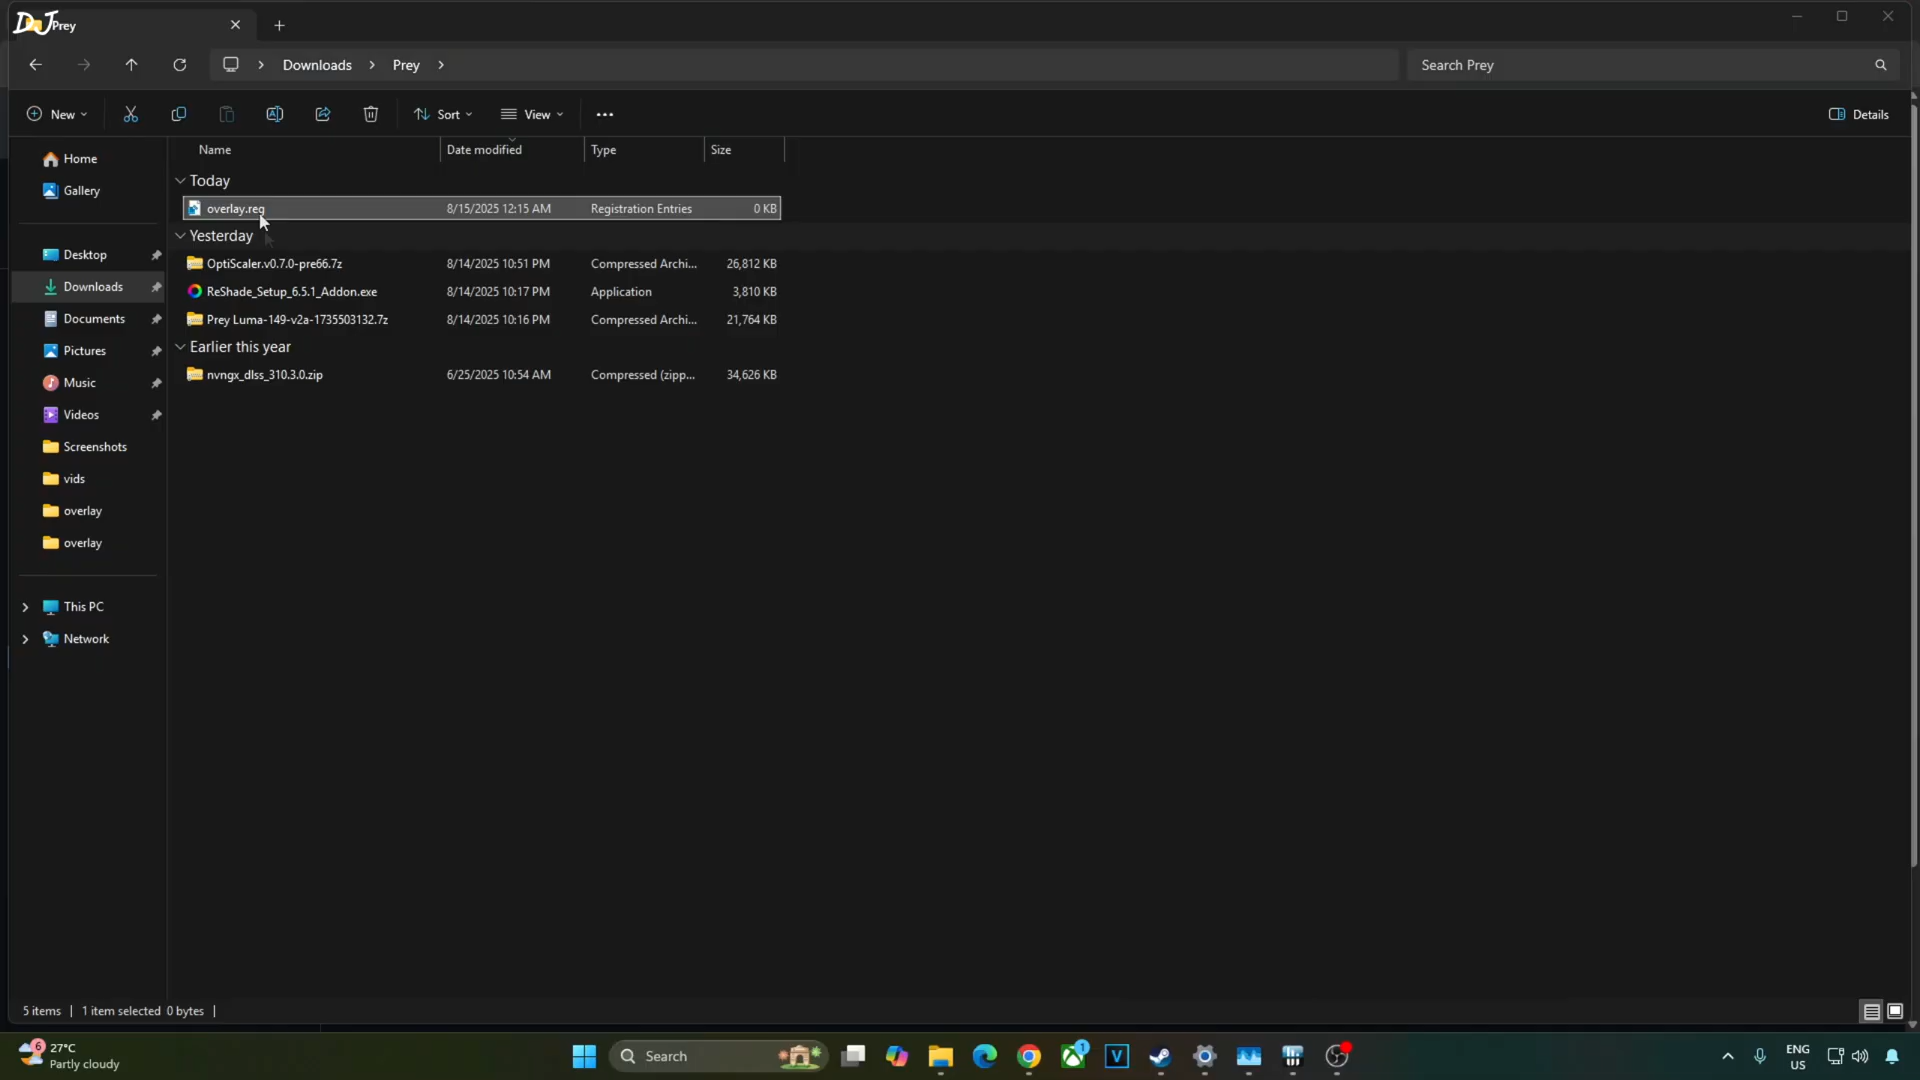 DJ Prey
Downloads Prey
Search Prey
New
Sort
View
Details
Name Date modified Type Size
Today
overlay.reg 8/15/2025 12:15 AM Registration Entries 0 KB
Yesterday
OptiScaler.v0.7.0-pre66.7z 8/14/2025 10:51 PM Compressed Archi... 26,812 KB
ReShade_Setup_6.5.1_Addon.exe 8/14/2025 10:17 PM Application 3,810 KB
Prey Luma-149-v2a-1735503132.7z 8/14/2025 10:16 PM Compressed Archi... 21,764 KB
Earlier this year
nvngx_dlss_310.3.0.zip 6/25/2025 10:54 AM Compressed (zipp... 34,626 KB
Home
Gallery
Desktop
Downloads
Documents
Pictures
Music
Videos
Screenshots
vids
overlay
overlay
This PC
Network
5 items 1 item selected 0 bytes
6
27°C
Partly cloudy
Search
1
V
ENG
US